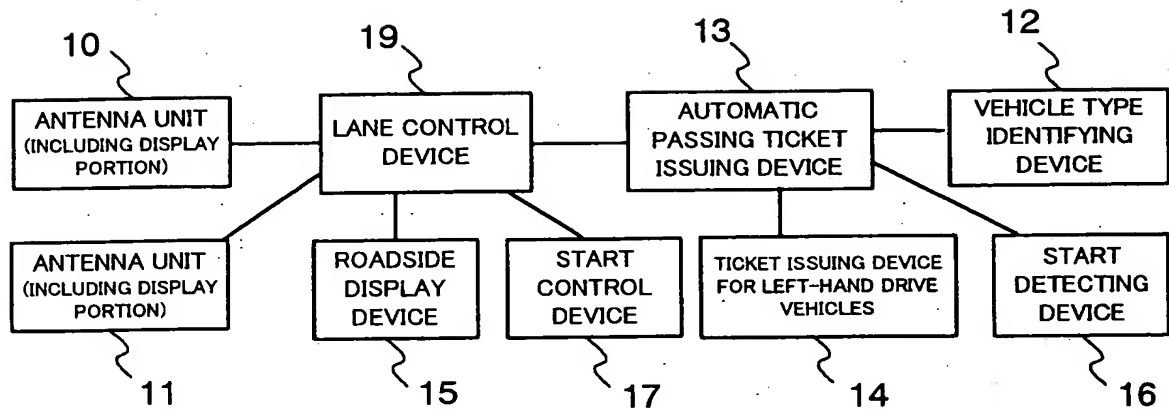 10
19
13
12
ANTENNA UNIT
(INCLUDING DISPLAY
PORTION)
LANE CONTROL
DEVICE
AUTOMATIC
PASSING TICKET
ISSUING DEVICE
VEHICLE TYPE
IDENTIFYING
DEVICE
ANTENNA UNIT
(INCLUDING DISPLAY
PORTION)
ROADSIDE
DISPLAY
DEVICE
START
CONTROL
DEVICE
TICKET ISSUING DEVICE
FOR LEFT-HAND DRIVE
VEHICLES
START
DETECTING
DEVICE
11
15
17
14
16